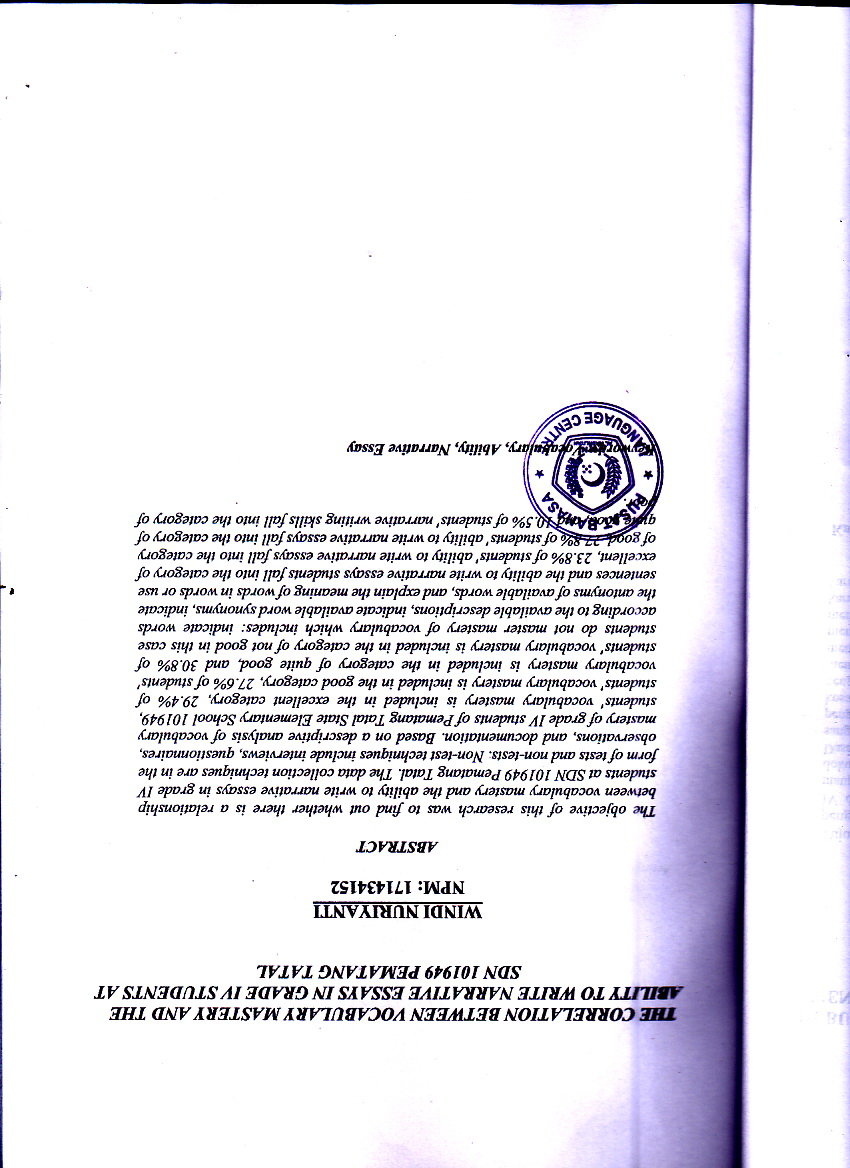 THE CORRELATION BETWEEN VOCABULARY MASTERY AND THE
ABILITY TO WRITE NARRATIVE ESSAYS IN GRADE IV STUDENTS AT
SDN 101949 PEMATANG TATAL
WINDI NURIYANTI
NPM: 171434152
ABSTRACT
The objective of this research was to find out whether there is a relationship
between vocabulary mastery and the ability to write narrative essays in grade IV
students at SDN 101949 Pematang Tatal. The data collection techniques are in the
form of tests and non-tests. Non-test techniques include interviews, questionnaires,
observations, and documentation. Based on a descriptive analysis of vocabulary
mastery of grade IV students of Pematang Tatal State Elementary School 101949,
students' vocabulary mastery is included in the excellent category, 29.4% of
students' vocabulary mastery is included in the good category, 27.6% of students'
vocabulary mastery is included in the category of quite good, and 30.8% of
students' vocabulary mastery is included in the category of not good in this case
students do not master mastery of vocabulary which includes: indicate words
according to the available descriptions, indicate available word synonyms, indicate
the antonyms of available words, and explain the meaning of words in words or use
sentences and the ability to write narrative essays students fall into the category of
excellent, 23.8% of students' ability to write narrative essays fall into the category
of good, 27.8% of students' ability to write narrative essays fall into the category of
quite good, and 10.5% of students' narrative writing skills fall into the category of
Keywords: Vocabulary, Ability, Narrative Essay
PUSAT BAHASA
LANGUAGE CENTRE